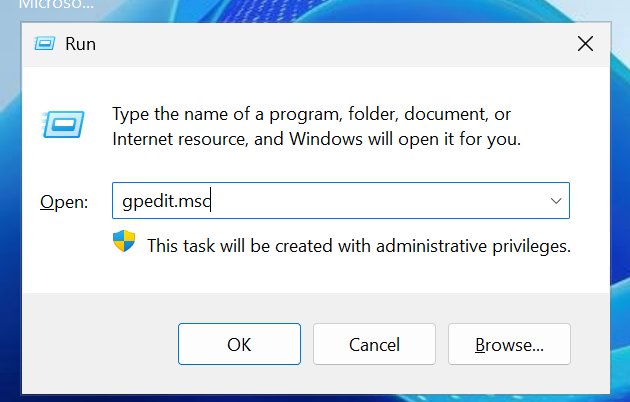 Microso...
Run
Type the name of a program, folder, document, or
Internet resource, and Windows will open it for you.
Open: gpedit.msc
This task will be created with administrative privileges.
OK Cancel Browse...